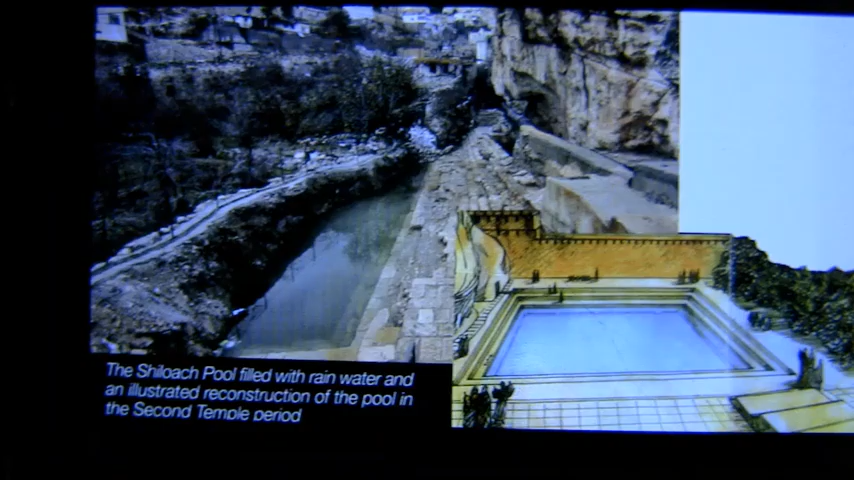 The Shiloach Pool filled with rain water and
an illustrated reconstruction of the pool in
the Second Temple period